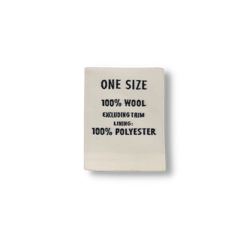 ONE SIZE
100% WOOL
EXCLUDING TRIM
LINING:
100% POLYESTER